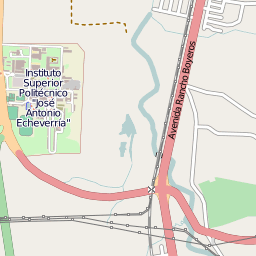 Instituto
Superior
Politécnico
"José
Antonio
Echeverría"
Avenida Rancho Boyeros